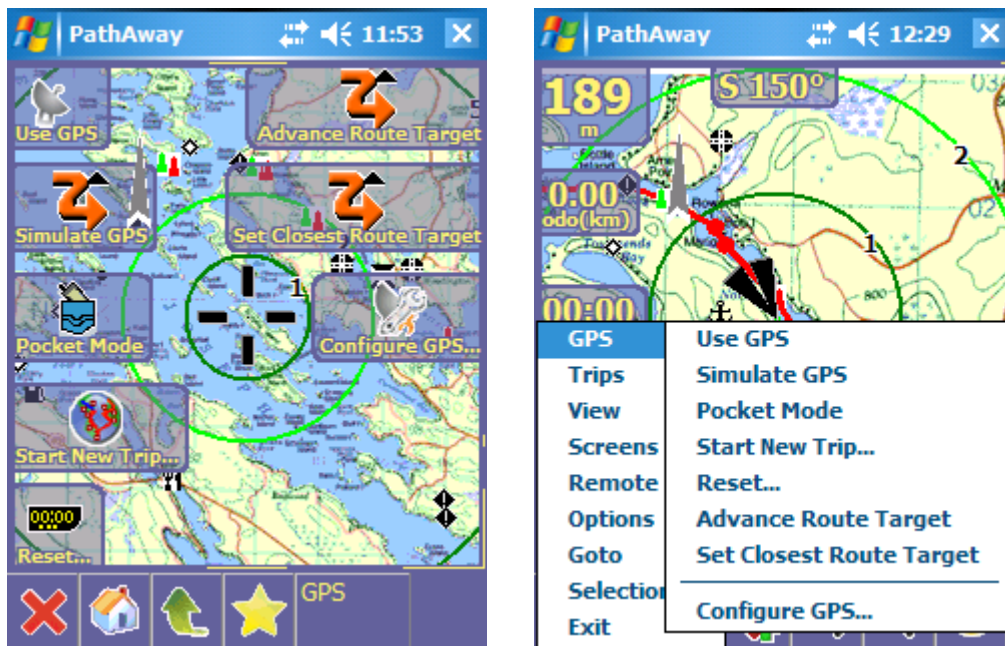 PathAway 11:53
Use GPS
Advance Route Target
Simulate GPS
Set Closest Route Target
1
Pocket Mode
Configure GPS...
Start New Trip...
00:00
Reset...
GPS
PathAway 12:29
189
m
S 150°
03
2
0.00
odo(km)
02
1
800
00:00
GPS
Trips
View
Screens
Remote
Options
Goto
Selection
Exit
Use GPS
Simulate GPS
Pocket Mode
Start New Trip...
Reset...
Advance Route Target
Set Closest Route Target
Configure GPS...